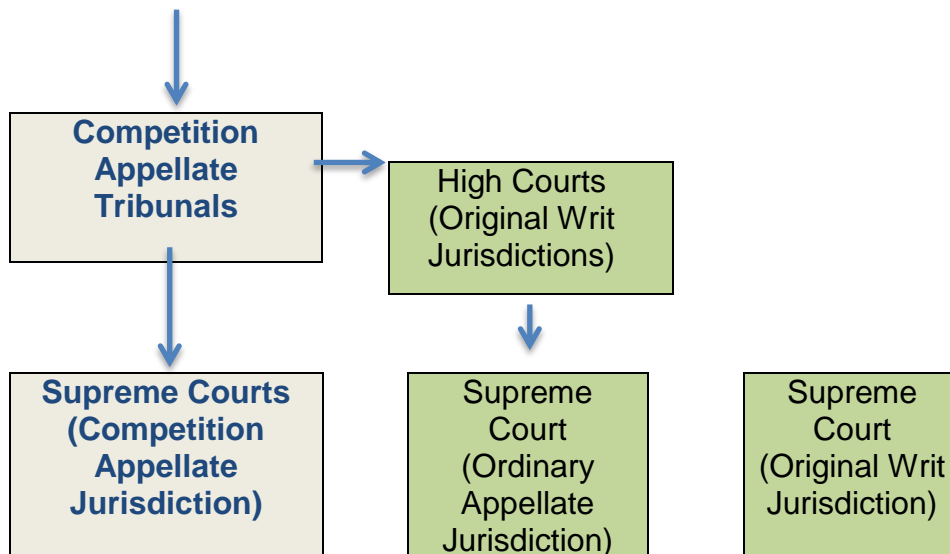 Competition
Appellate
Tribunals
High Courts
(Original Writ
Jurisdictions)
Supreme Courts
(Competition
Appellate
Jurisdiction)
Supreme
Court
(Ordinary
Appellate
Jurisdiction)
Supreme
Court
(Original Writ
Jurisdiction)